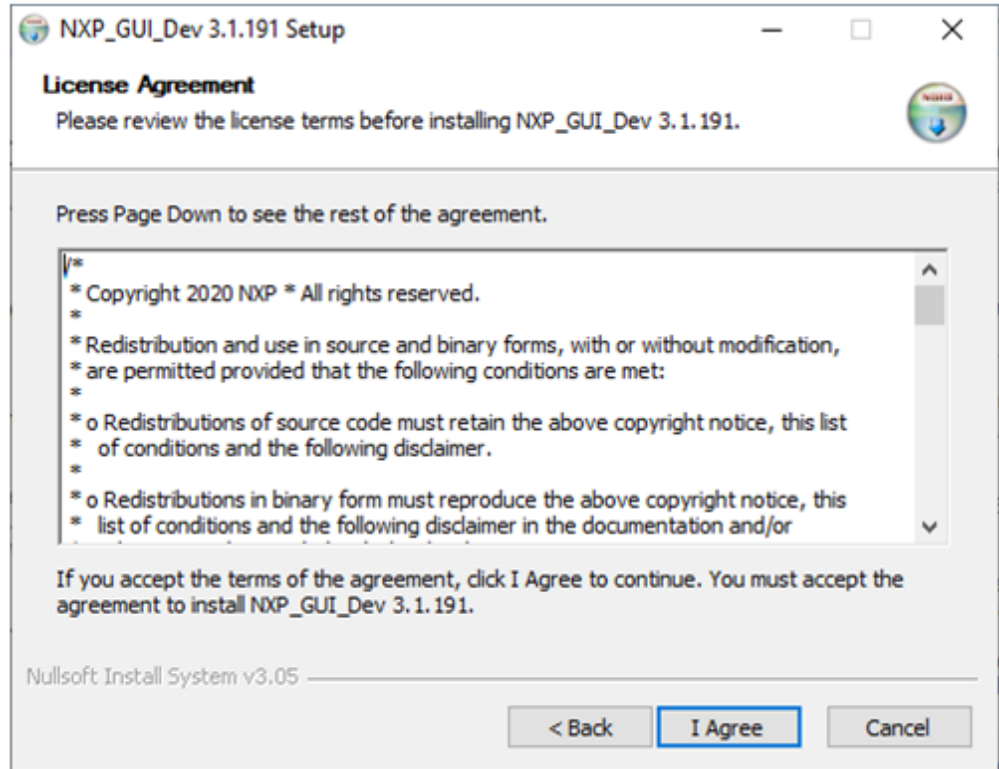 NXP_GUI_Dev 3.1.191 Setup
License Agreement
Please review the license terms before installing NXP_GUI_Dev 3.1.191.
Press Page Down to see the rest of the agreement.
/*
* Copyright 2020 NXP * All rights reserved.
*
* Redistribution and use in source and binary forms, with or without modification,
* are permitted provided that the following conditions are met:
*
* o Redistributions of source code must retain the above copyright notice, this list
*   of conditions and the following disclaimer.
*
* o Redistributions in binary form must reproduce the above copyright notice, this
*   list of conditions and the following disclaimer in the documentation and/or
If you accept the terms of the agreement, click I Agree to continue. You must accept the
agreement to install NXP_GUI_Dev 3.1.191.
Nullsoft Install System v3.05
< Back
I Agree
Cancel